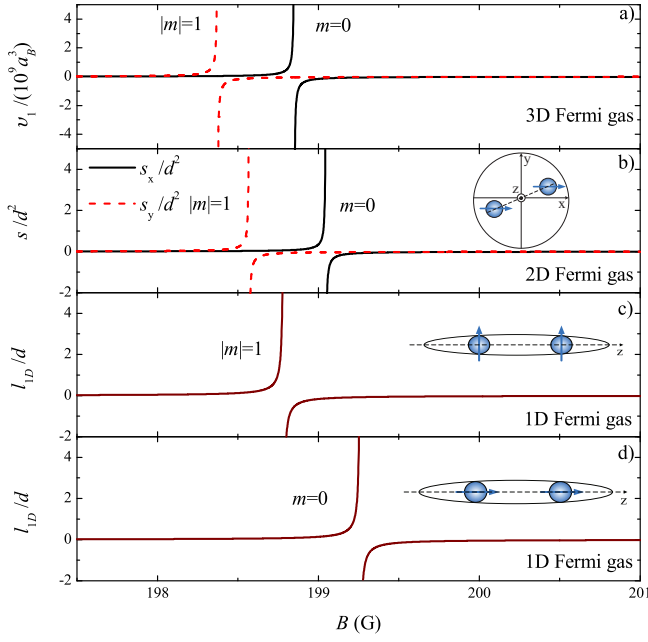 a)
|m|=1
m=0
υ₁/(10⁹a_B³)
4
2
0
-2
-4
3D Fermi gas
b)
s_x/d²
s_y/d² |m|=1
m=0
s/d²
4
2
0
-2
y
z
x
2D Fermi gas
c)
|m|=1
l_1D/d
4
2
0
-2
z
1D Fermi gas
d)
m=0
l_1D/d
4
2
0
-2
z
1D Fermi gas
198 199 200 201
B (G)